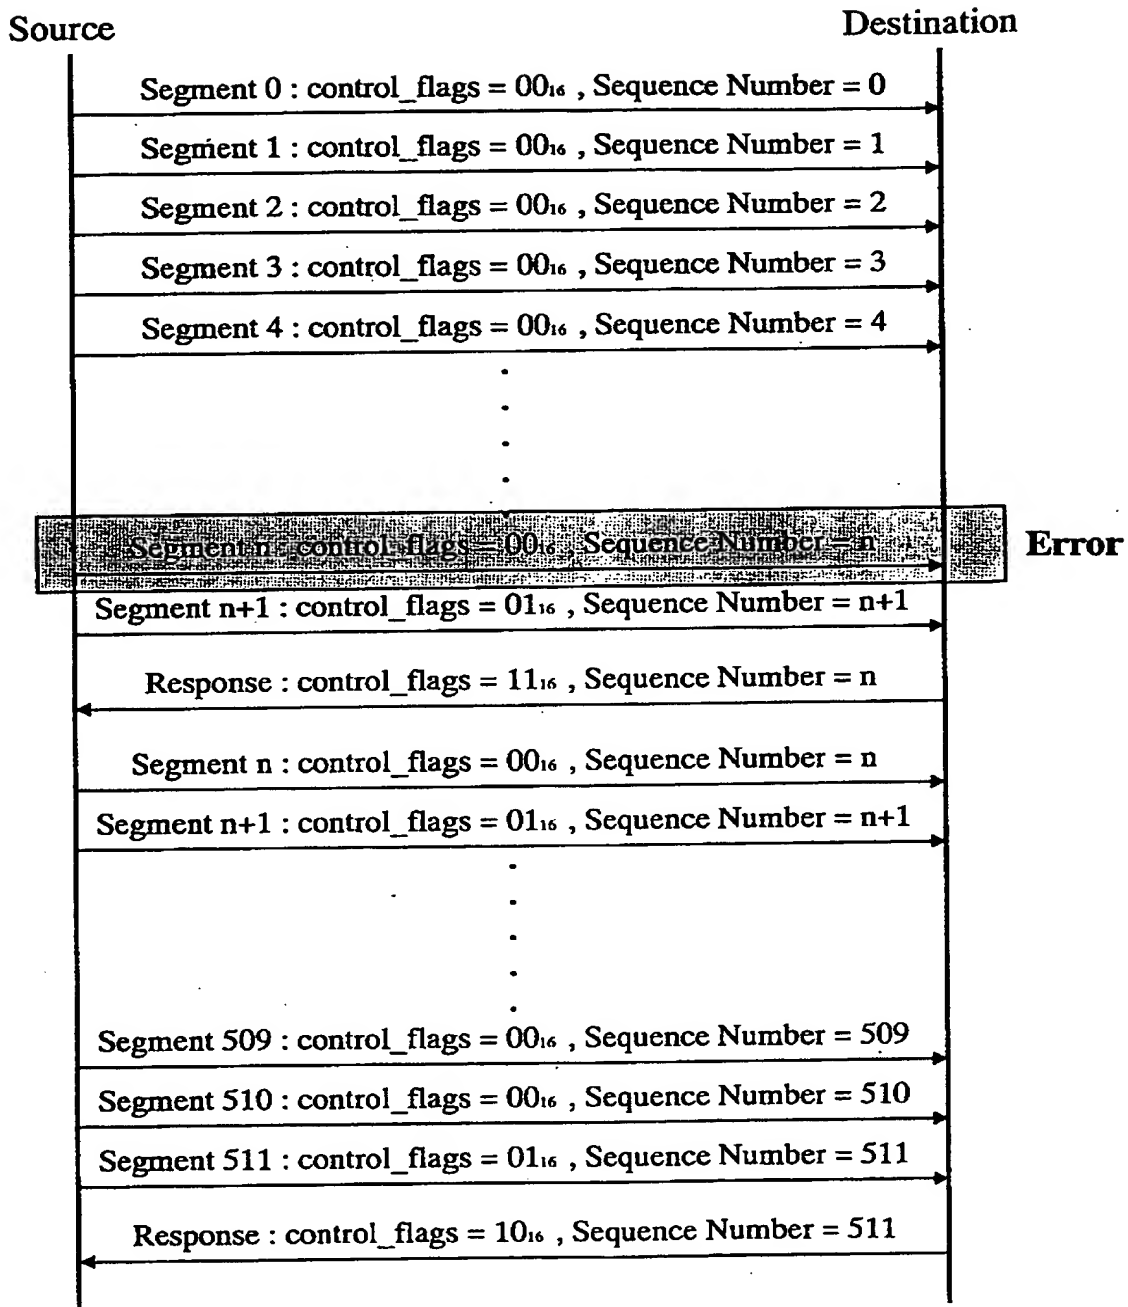 Source
Destination
Segment 0 : control_flags = 00₁₆ , Sequence Number = 0
Segment 1 : control_flags = 00₁₆ , Sequence Number = 1
Segment 2 : control_flags = 00₁₆ , Sequence Number = 2
Segment 3 : control_flags = 00₁₆ , Sequence Number = 3
Segment 4 : control_flags = 00₁₆ , Sequence Number = 4
Segment n : control_flags = 00₁₆ , Sequence Number = n
Error
Segment n+1 : control_flags = 01₁₆ , Sequence Number = n+1
Response : control_flags = 11₁₆ , Sequence Number = n
Segment n : control_flags = 00₁₆ , Sequence Number = n
Segment n+1 : control_flags = 01₁₆ , Sequence Number = n+1
Segment 509 : control_flags = 00₁₆ , Sequence Number = 509
Segment 510 : control_flags = 00₁₆ , Sequence Number = 510
Segment 511 : control_flags = 01₁₆ , Sequence Number = 511
Response : control_flags = 10₁₆ , Sequence Number = 511